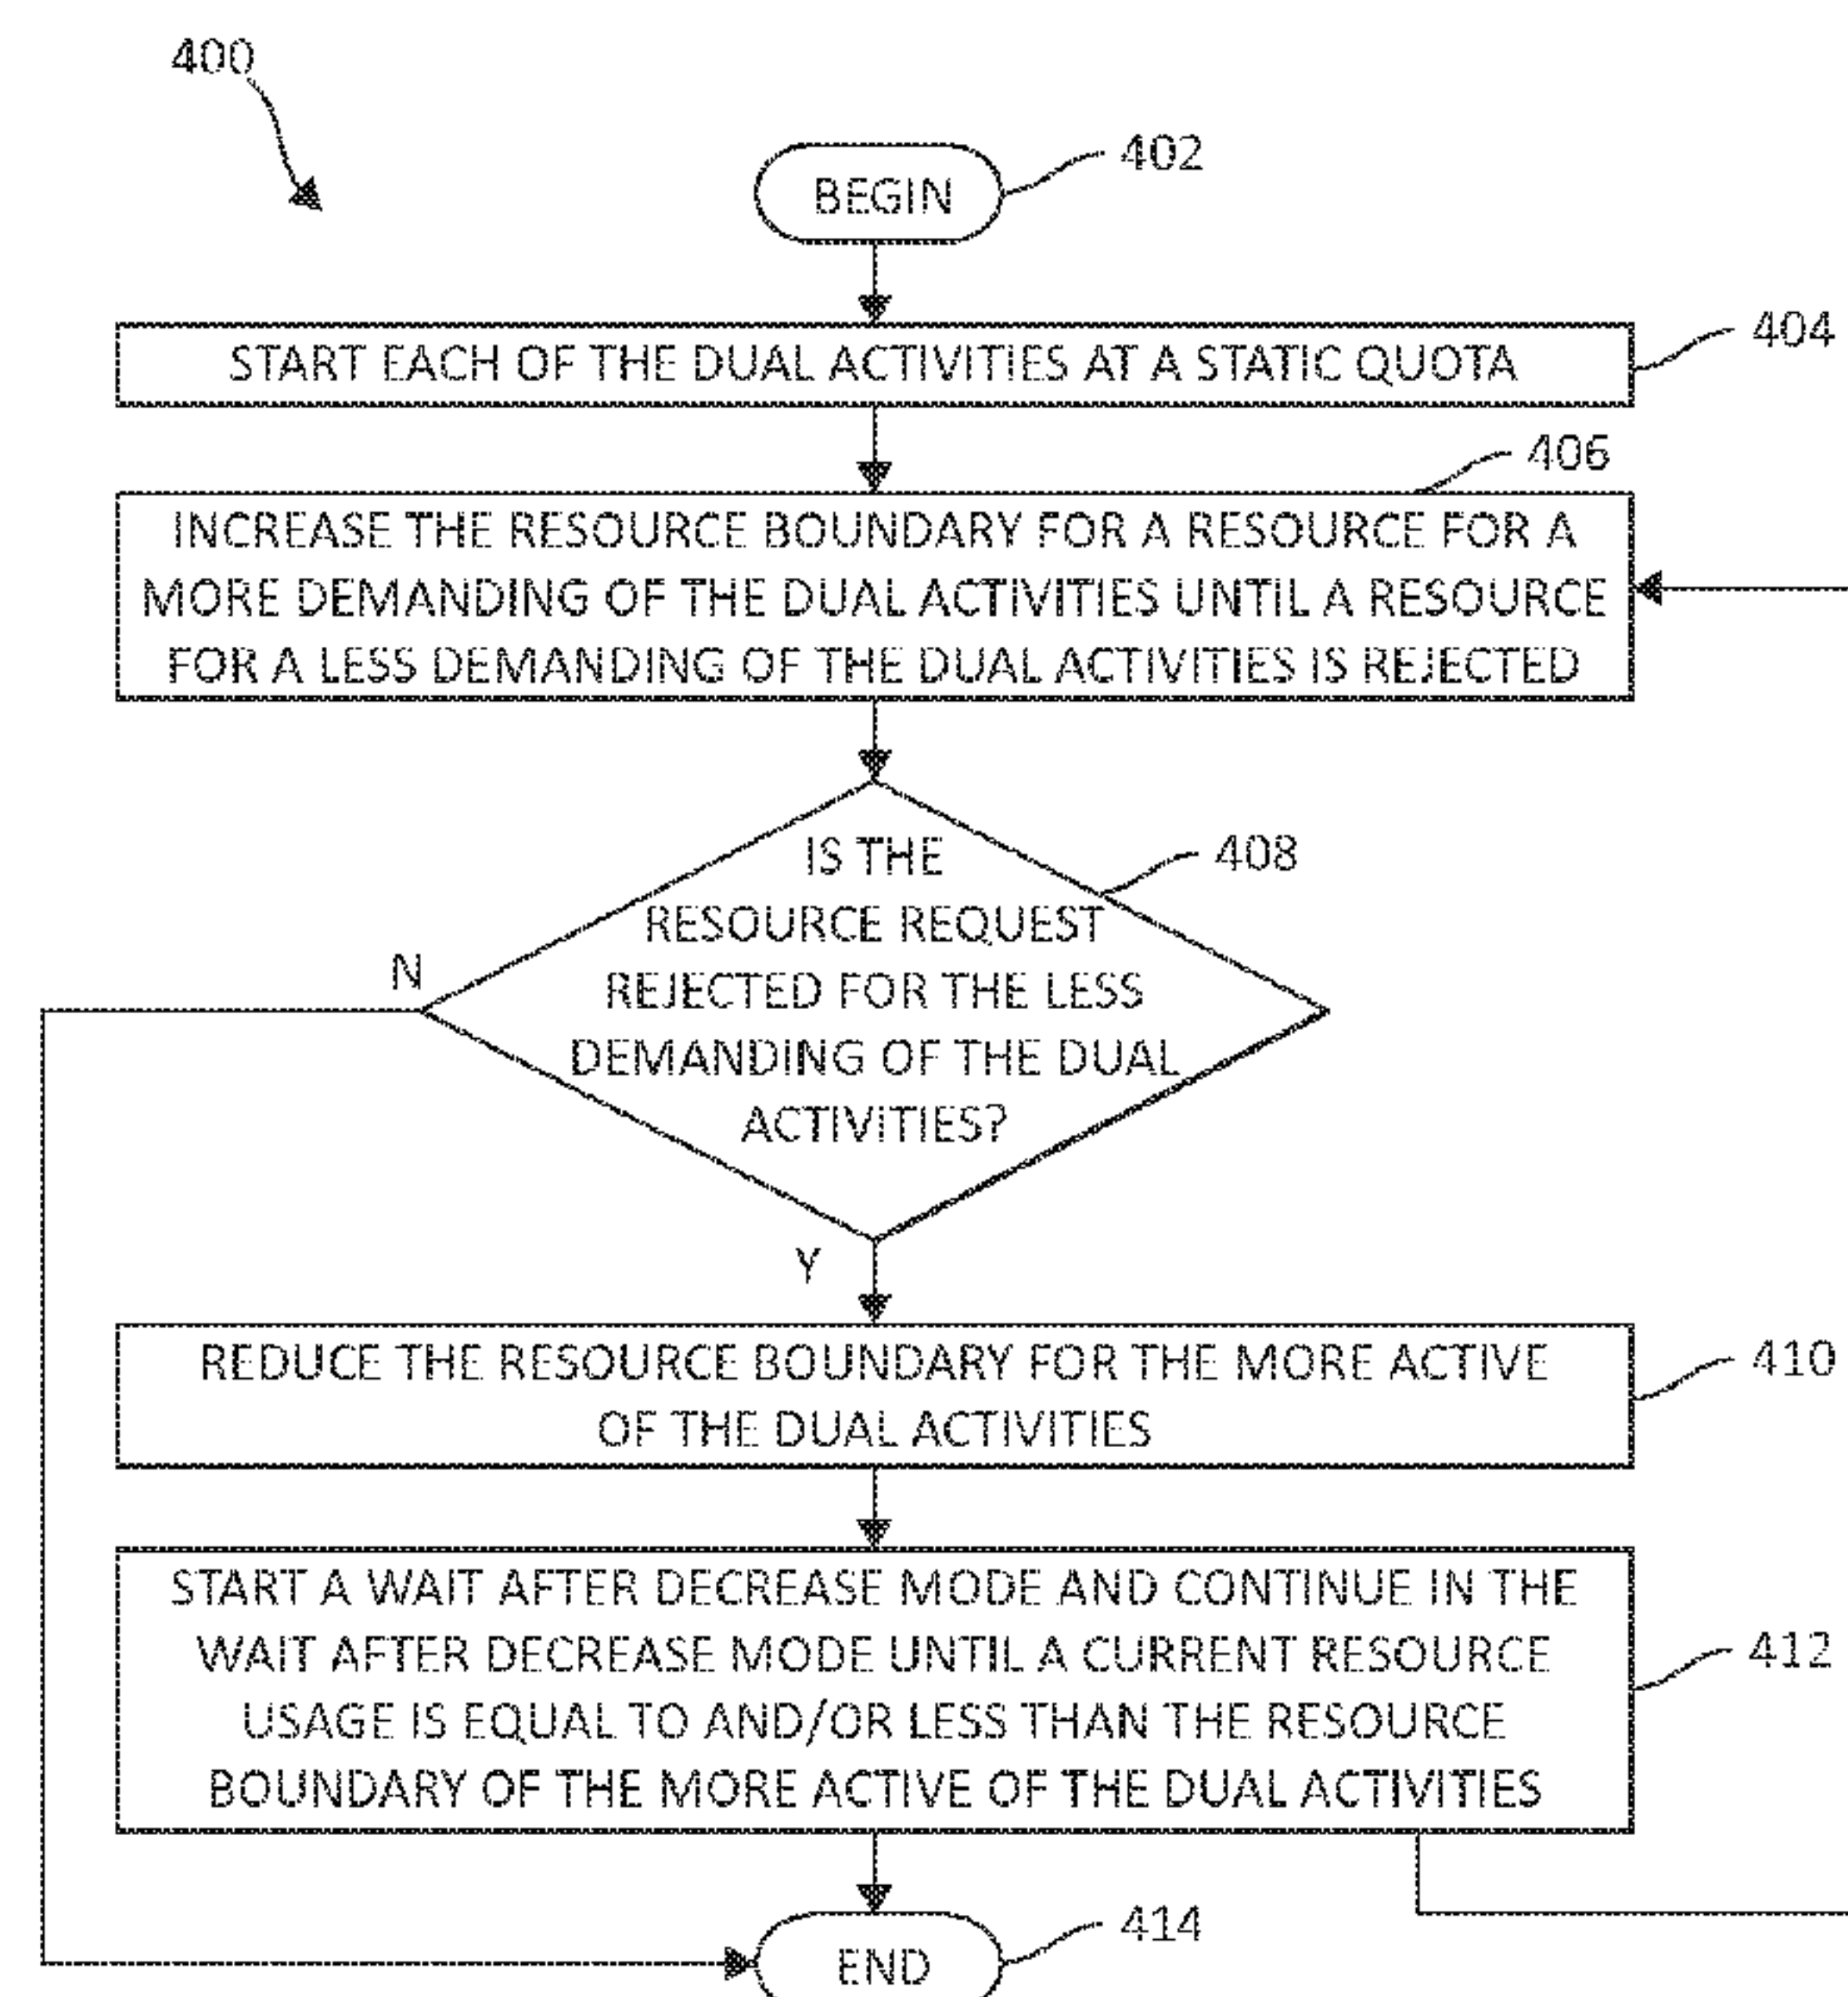 400
402
BEGIN
404
START EACH OF THE DUAL ACTIVITIES AT A STATIC QUOTA
406
INCREASE THE RESOURCE BOUNDARY FOR A RESOURCE FOR A
MORE DEMANDING OF THE DUAL ACTIVITIES UNTIL A RESOURCE
FOR A LESS DEMANDING OF THE DUAL ACTIVITIES IS REJECTED
408
IS THE
RESOURCE REQUEST
REJECTED FOR THE LESS
DEMANDING OF THE DUAL
ACTIVITIES?
N
Y
410
REDUCE THE RESOURCE BOUNDARY FOR THE MORE ACTIVE
OF THE DUAL ACTIVITIES
412
START A WAIT AFTER DECREASE MODE AND CONTINUE IN THE
WAIT AFTER DECREASE MODE UNTIL A CURRENT RESOURCE
USAGE IS EQUAL TO AND/OR LESS THAN THE RESOURCE
BOUNDARY OF THE MORE ACTIVE OF THE DUAL ACTIVITIES
414
END